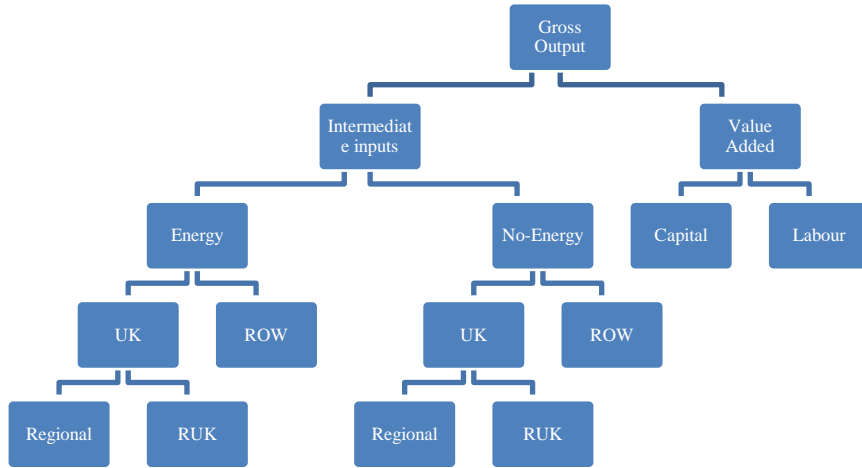 Gross
Output
Intermediat
e inputs
Value
Added
Energy
No-Energy
Capital
Labour
UK
ROW
UK
ROW
Regional
RUK
Regional
RUK